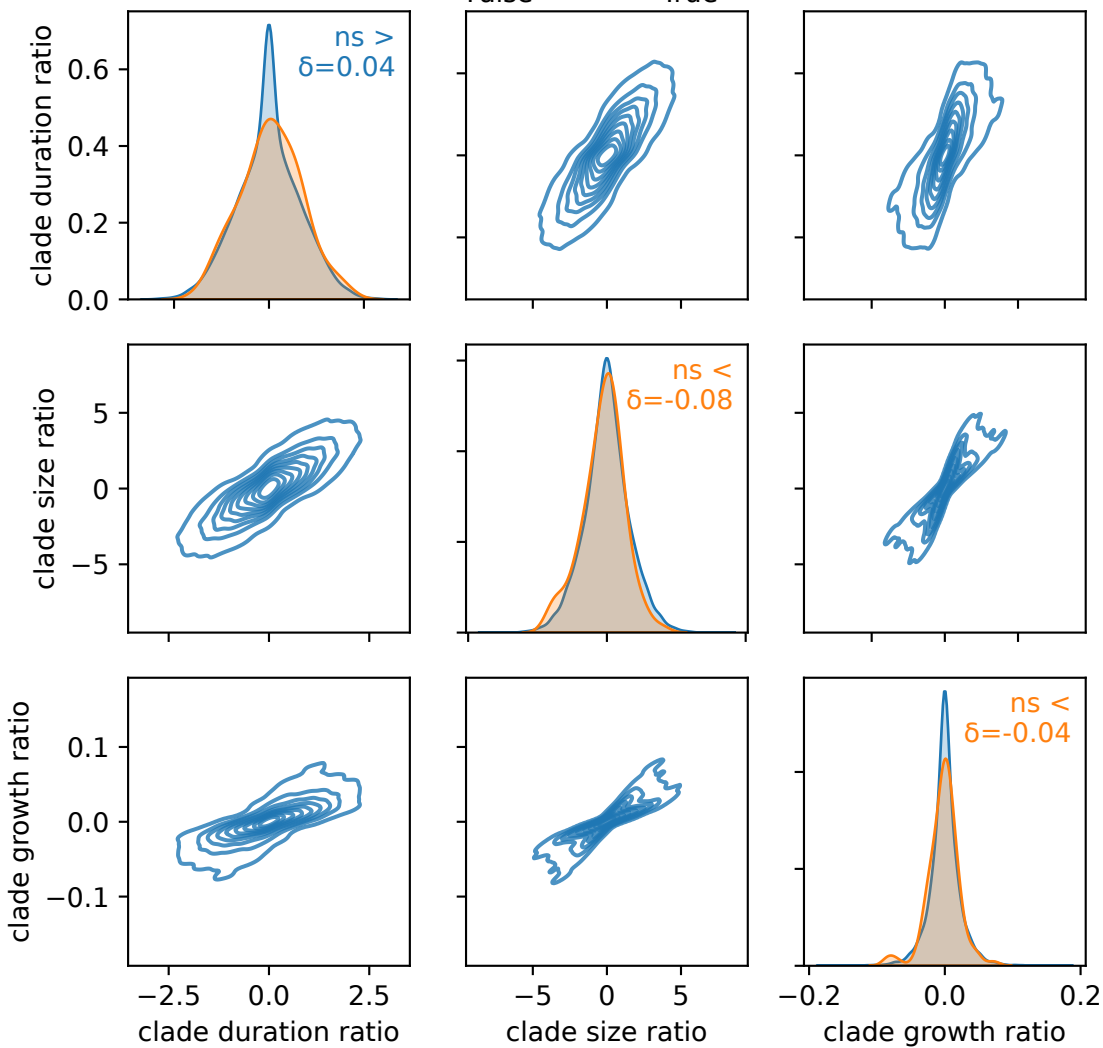 clade duration ratio
0.6
0.4
0.2
0.0
ns >
δ=0.04
clade size ratio
5
0
−5
ns <
δ=-0.08
clade growth ratio
0.1
0.0
−0.1
ns <
δ=-0.04
−2.5 0.0 2.5
clade duration ratio
−5 0 5
clade size ratio
−0.2 0.0 0.2
clade growth ratio